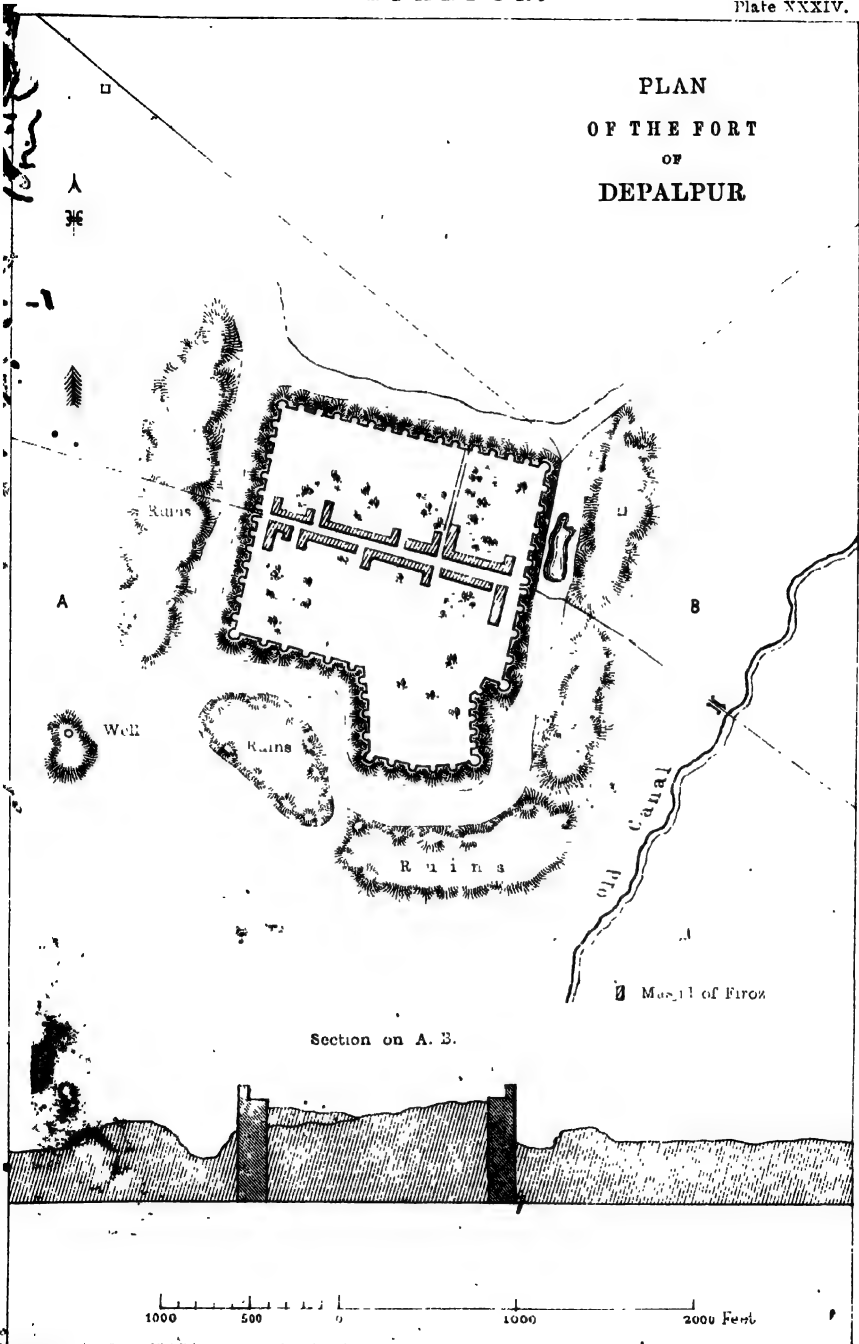 Plate XXXIV.
PLAN
OF THE FORT
OF
DEPALPUR
Ruins
A
B
Well
Ruins
Old Canal
Ruins
Masjid of Firoz
Section on A. B.
1000 500 0 1000 2000 Feet